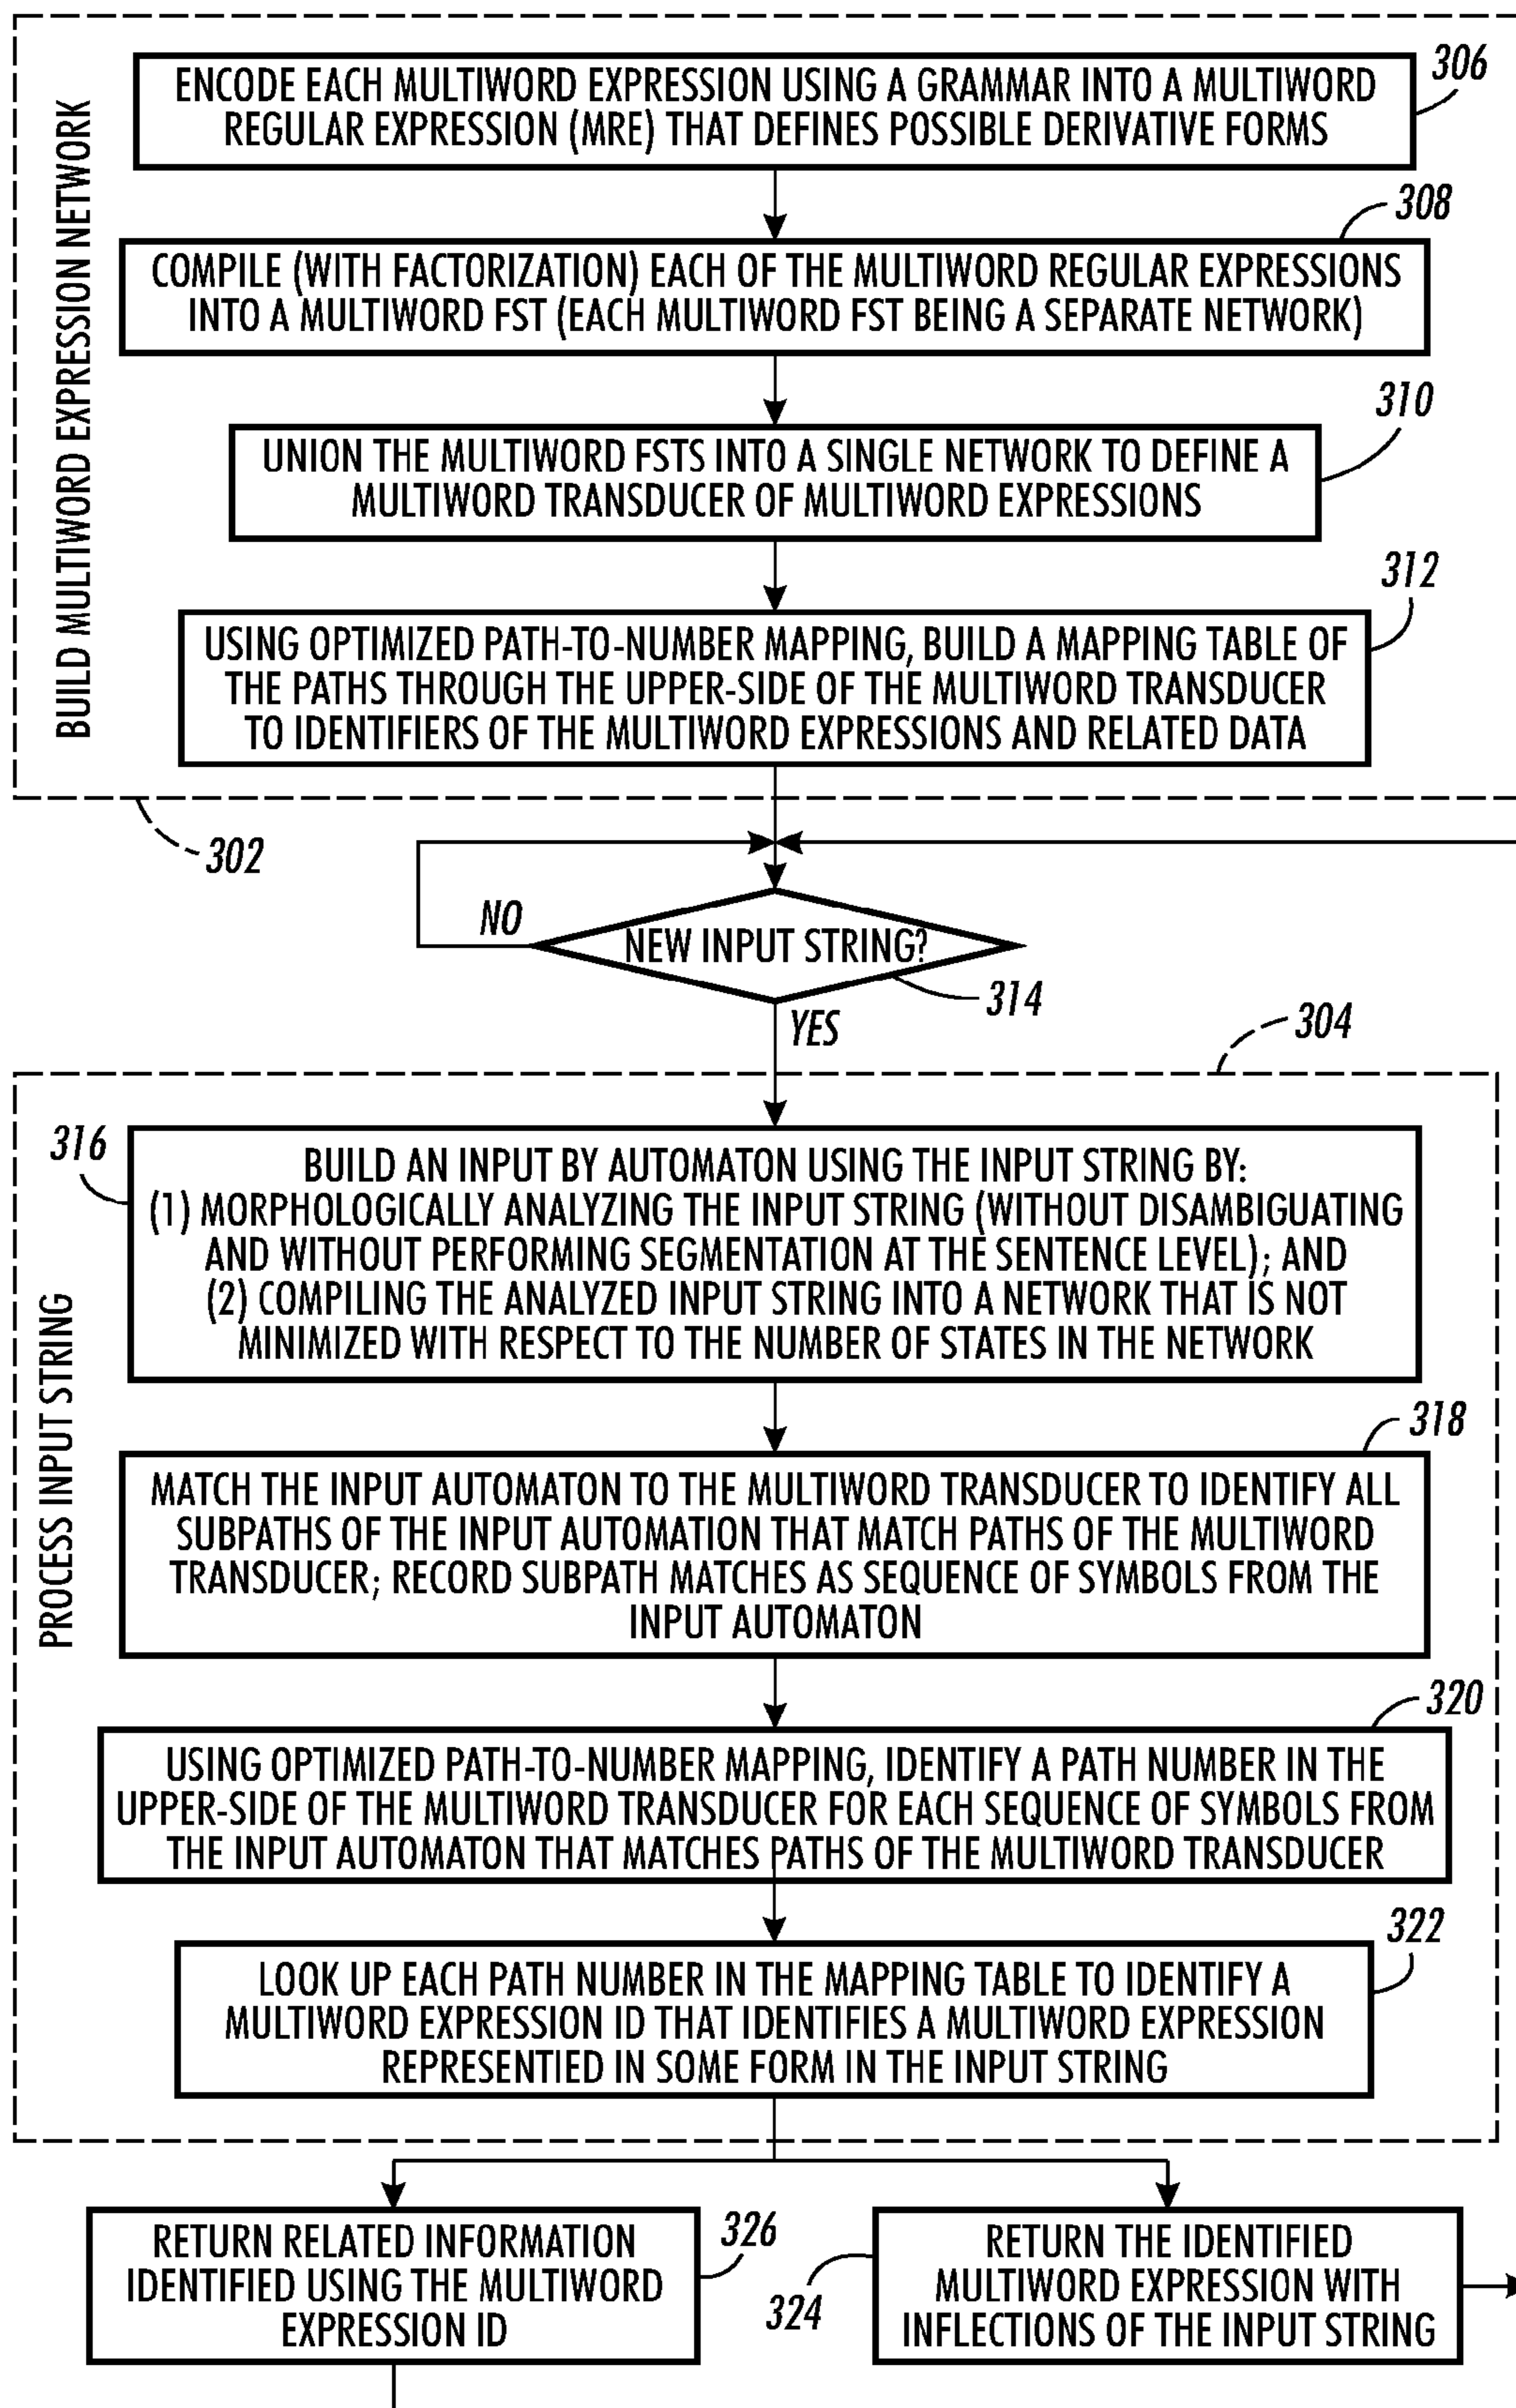 BUILD MULTIWORD EXPRESSION NETWORK
306
ENCODE EACH MULTIWORD EXPRESSION USING A GRAMMAR INTO A MULTIWORD
REGULAR EXPRESSION (MRE) THAT DEFINES POSSIBLE DERIVATIVE FORMS
308
COMPILE (WITH FACTORIZATION) EACH OF THE MULTIWORD REGULAR EXPRESSIONS
INTO A MULTIWORD FST (EACH MULTIWORD FST BEING A SEPARATE NETWORK)
310
UNION THE MULTIWORD FSTS INTO A SINGLE NETWORK TO DEFINE A
MULTIWORD TRANSDUCER OF MULTIWORD EXPRESSIONS
312
USING OPTIMIZED PATH-TO-NUMBER MAPPING, BUILD A MAPPING TABLE OF
THE PATHS THROUGH THE UPPER-SIDE OF THE MULTIWORD TRANSDUCER
TO IDENTIFIERS OF THE MULTIWORD EXPRESSIONS AND RELATED DATA
302
NO
NEW INPUT STRING?
314
YES
304
PROCESS INPUT STRING
316
BUILD AN INPUT BY AUTOMATON USING THE INPUT STRING BY:
(1) MORPHOLOGICALLY ANALYZING THE INPUT STRING (WITHOUT DISAMBIGUATING
AND WITHOUT PERFORMING SEGMENTATION AT THE SENTENCE LEVEL); AND
(2) COMPILING THE ANALYZED INPUT STRING INTO A NETWORK THAT IS NOT
MINIMIZED WITH RESPECT TO THE NUMBER OF STATES IN THE NETWORK
318
MATCH THE INPUT AUTOMATON TO THE MULTIWORD TRANSDUCER TO IDENTIFY ALL
SUBPATHS OF THE INPUT AUTOMATION THAT MATCH PATHS OF THE MULTIWORD
TRANSDUCER; RECORD SUBPATH MATCHES AS SEQUENCE OF SYMBOLS FROM THE
INPUT AUTOMATON
320
USING OPTIMIZED PATH-TO-NUMBER MAPPING, IDENTIFY A PATH NUMBER IN THE
UPPER-SIDE OF THE MULTIWORD TRANSDUCER FOR EACH SEQUENCE OF SYMBOLS FROM
THE INPUT AUTOMATON THAT MATCHES PATHS OF THE MULTIWORD TRANSDUCER
322
LOOK UP EACH PATH NUMBER IN THE MAPPING TABLE TO IDENTIFY A
MULTIWORD EXPRESSION ID THAT IDENTIFIES A MULTIWORD EXPRESSION
REPRESENTIED IN SOME FORM IN THE INPUT STRING
326
RETURN RELATED INFORMATION
IDENTIFIED USING THE MULTIWORD
EXPRESSION ID
324
RETURN THE IDENTIFIED
MULTIWORD EXPRESSION WITH
INFLECTIONS OF THE INPUT STRING